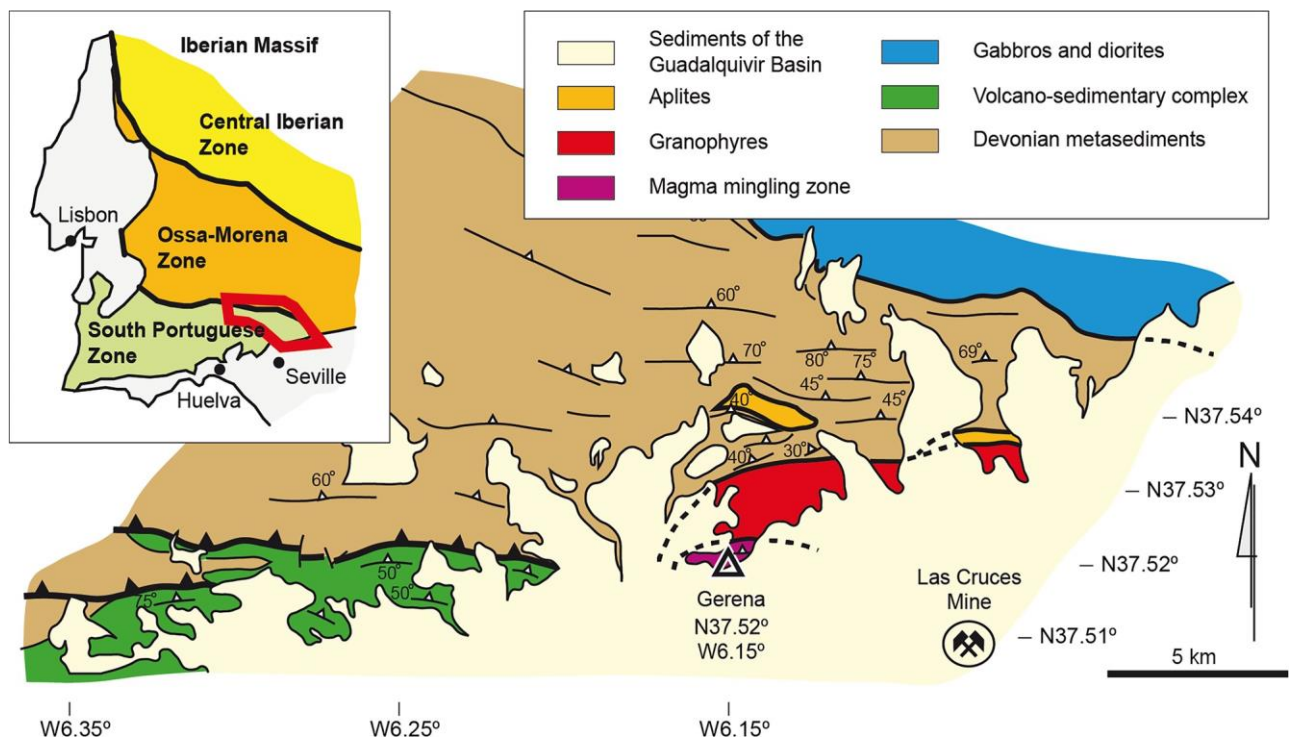 Iberian Massif
Central Iberian
Zone
Lisbon
Ossa-Morena
Zone
South Portuguese
Zone
Seville
Huelva
Sediments of the
Guadalquivir Basin
Aplites
Granophyres
Magma mingling zone
Gabbros and diorites
Volcano-sedimentary complex
Devonian metasediments
60°
70°
80°
75°
69°
45°
45°
40°
40°
30°
60°
50°
50°
75°
N37.54º
N37.53º
N37.52º
N37.51º
N
Gerena
N37.52º
W6.15º
Las Cruces
Mine
5 km
W6.35º
W6.25º
W6.15º